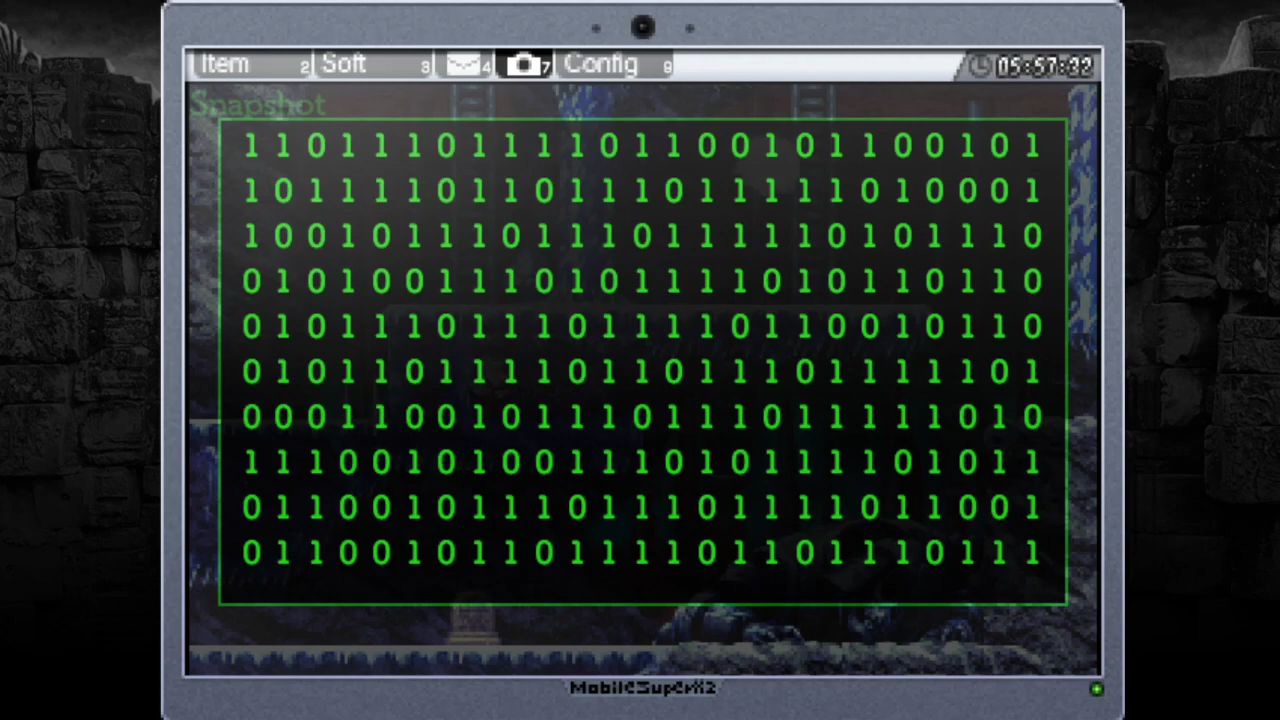 Item 2 Soft 3 4 7 Config 9 05:57:22
Snapshot
1 1 0 1 1 1 0 1 1 1 1 0 1 1 0 0 1 0 1 1 0 0 1 0 1
1 0 1 1 1 1 0 1 1 0 1 1 1 0 1 1 1 1 1 1 0 1 0 0 0 1
1 0 0 1 0 1 1 1 0 1 1 1 0 1 1 1 1 1 0 1 0 1 1 1 0
0 1 0 1 0 0 1 1 1 0 1 0 1 1 1 1 0 1 0 1 1 0 1 1 0
0 1 0 1 1 1 0 1 1 1 0 1 1 1 1 0 1 1 0 0 1 0 1 1 0
0 1 0 1 1 0 1 1 1 1 0 1 1 0 1 1 1 0 1 1 1 1 1 0 1
0 0 0 1 1 0 0 1 0 1 1 1 0 1 1 1 0 1 1 1 1 1 0 1 0
1 1 1 0 0 1 0 1 0 0 1 1 1 0 1 0 1 1 1 1 0 1 0 1 1
0 1 1 0 0 1 0 1 1 1 0 1 1 1 0 1 1 1 1 0 1 1 0 0 1
0 1 1 0 0 1 0 1 1 0 1 1 1 1 0 1 1 0 1 1 1 0 1 1 1
MobileSuperX2